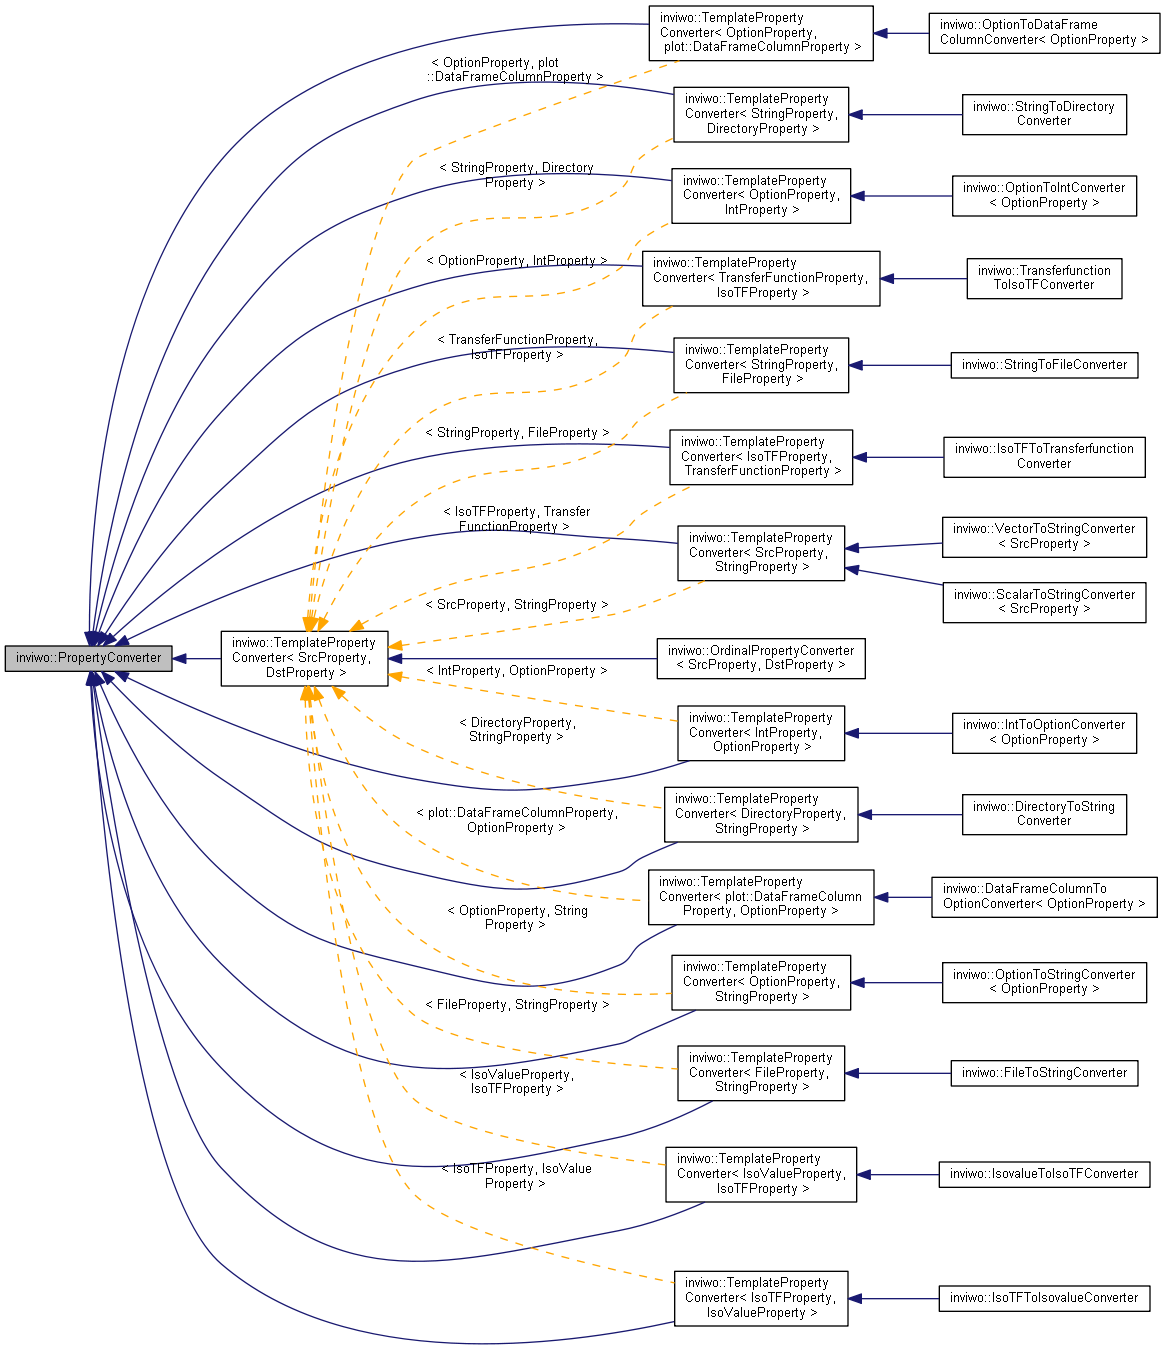 inviwo::PropertyConverter
inviwo::TemplateProperty
Converter< SrcProperty,
DstProperty >
< OptionProperty, plot
::DataFrameColumnProperty >
< StringProperty, Directory
Property >
< OptionProperty, IntProperty >
< TransferFunctionProperty,
IsoTFProperty >
< StringProperty, FileProperty >
< IsoTFProperty, Transfer
FunctionProperty >
< SrcProperty, StringProperty >
< IntProperty, OptionProperty >
< DirectoryProperty,
StringProperty >
< plot::DataFrameColumnProperty,
OptionProperty >
< OptionProperty, String
Property >
< FileProperty, StringProperty >
< IsoValueProperty,
IsoTFProperty >
< IsoTFProperty, IsoValue
Property >
inviwo::TemplateProperty
Converter< OptionProperty,
plot::DataFrameColumnProperty >
inviwo::OptionToDataFrame
ColumnConverter< OptionProperty >
inviwo::TemplateProperty
Converter< StringProperty,
DirectoryProperty >
inviwo::StringToDirectory
Converter
inviwo::TemplateProperty
Converter< OptionProperty,
IntProperty >
inviwo::OptionToIntConverter
< OptionProperty >
inviwo::TemplateProperty
Converter< TransferFunctionProperty,
IsoTFProperty >
inviwo::Transferfunction
ToIsoTFConverter
inviwo::TemplateProperty
Converter< StringProperty,
FileProperty >
inviwo::StringToFileConverter
inviwo::TemplateProperty
Converter< IsoTFProperty,
TransferFunctionProperty >
inviwo::IsoTFToTransferfunction
Converter
inviwo::TemplateProperty
Converter< SrcProperty,
StringProperty >
inviwo::VectorToStringConverter
< SrcProperty >
inviwo::ScalarToStringConverter
< SrcProperty >
inviwo::OrdinalPropertyConverter
< SrcProperty, DstProperty >
inviwo::TemplateProperty
Converter< IntProperty,
OptionProperty >
inviwo::IntToOptionConverter
< OptionProperty >
inviwo::TemplateProperty
Converter< DirectoryProperty,
StringProperty >
inviwo::DirectoryToString
Converter
inviwo::TemplateProperty
Converter< plot::DataFrameColumn
Property, OptionProperty >
inviwo::DataFrameColumnTo
OptionConverter< OptionProperty >
inviwo::TemplateProperty
Converter< OptionProperty,
StringProperty >
inviwo::OptionToStringConverter
< OptionProperty >
inviwo::TemplateProperty
Converter< FileProperty,
StringProperty >
inviwo::FileToStringConverter
inviwo::TemplateProperty
Converter< IsoValueProperty,
IsoTFProperty >
inviwo::IsovalueToIsoTFConverter
inviwo::TemplateProperty
Converter< IsoTFProperty,
IsoValueProperty >
inviwo::IsoTFToIsovalueConverter